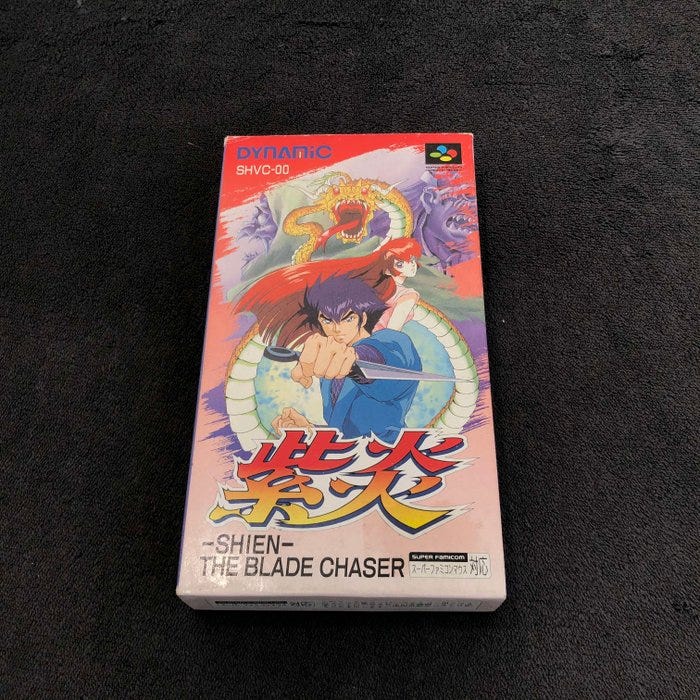 DYNAMIC
SHVC-OO
紫炎
-SHIEN-
THE BLADE CHASER
SUPER FAMICOM
スーパーファミコンマウス対応